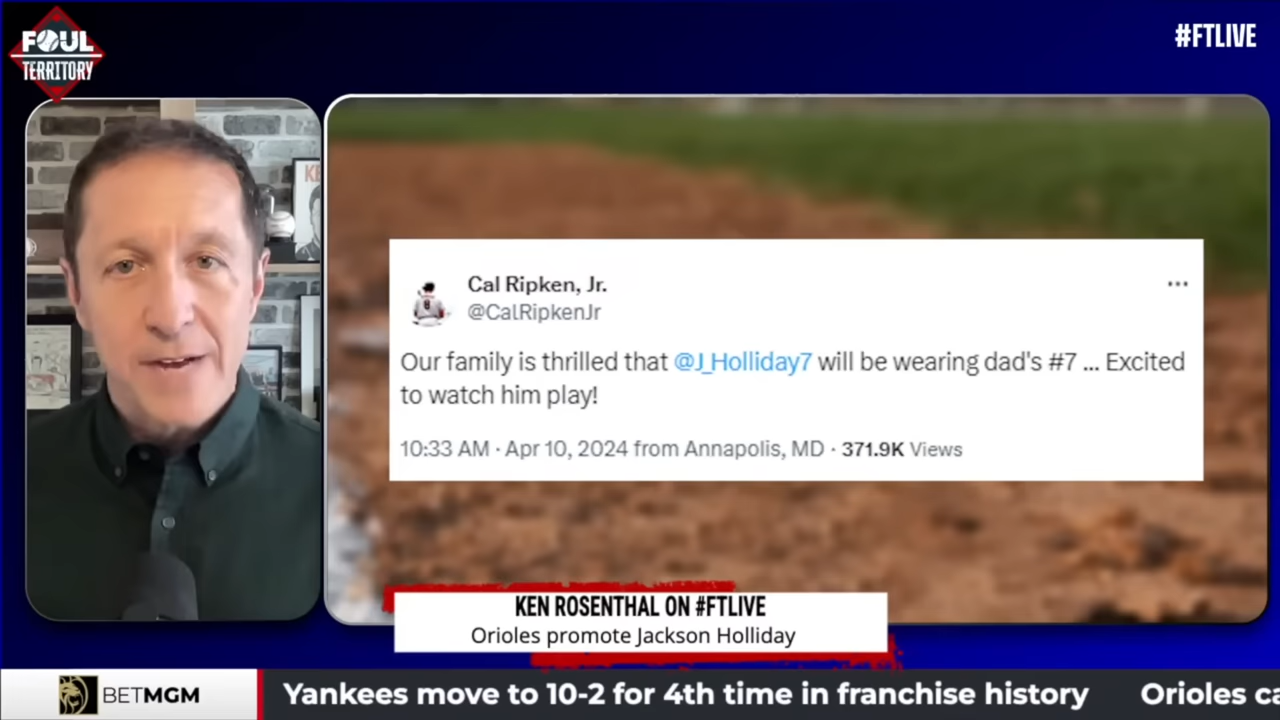 FOUL
TERRITORY
#FTLIVE
KE
Cal Ripken, Jr.
@CalRipkenJr
Our family is thrilled that @J_Holliday7 will be wearing dad's #7 ... Excited
to watch him play!
10:33 AM · Apr 10, 2024 from Annapolis, MD · 371.9K Views
KEN ROSENTHAL ON #FTLIVE
Orioles promote Jackson Holliday
BETMGM
Yankees move to 10-2 for 4th time in franchise history
Orioles ca